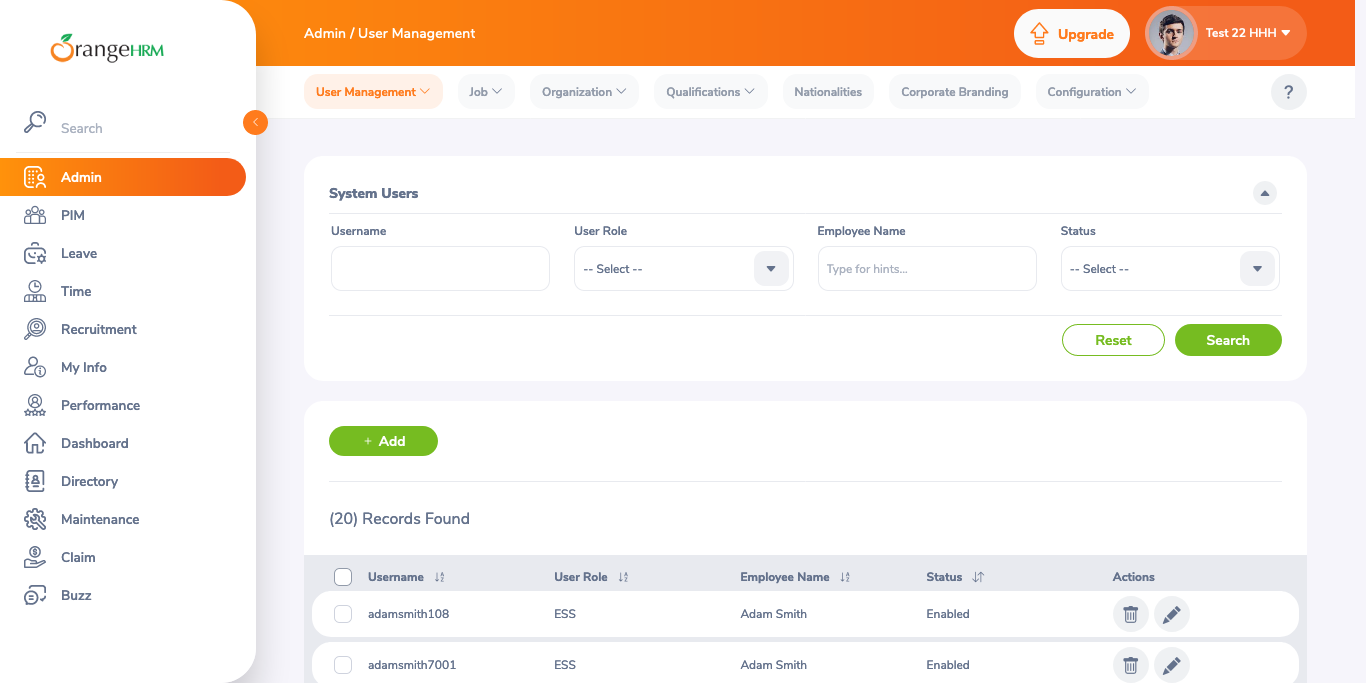 OrangeHRM
Admin / User Management
Upgrade
Test 22 HHH
User Management
Job
Organization
Qualifications
Nationalities
Corporate Branding
Configuration
?
Search
Admin
PIM
Leave
Time
Recruitment
My Info
Performance
Dashboard
Directory
Maintenance
Claim
Buzz
System Users
Username
User Role
Employee Name
Status
-- Select --
Type for hints...
-- Select --
Reset
Search
+ Add
(20) Records Found
Username
User Role
Employee Name
Status
Actions
adamsmith108
ESS
Adam Smith
Enabled
adamsmith7001
ESS
Adam Smith
Enabled